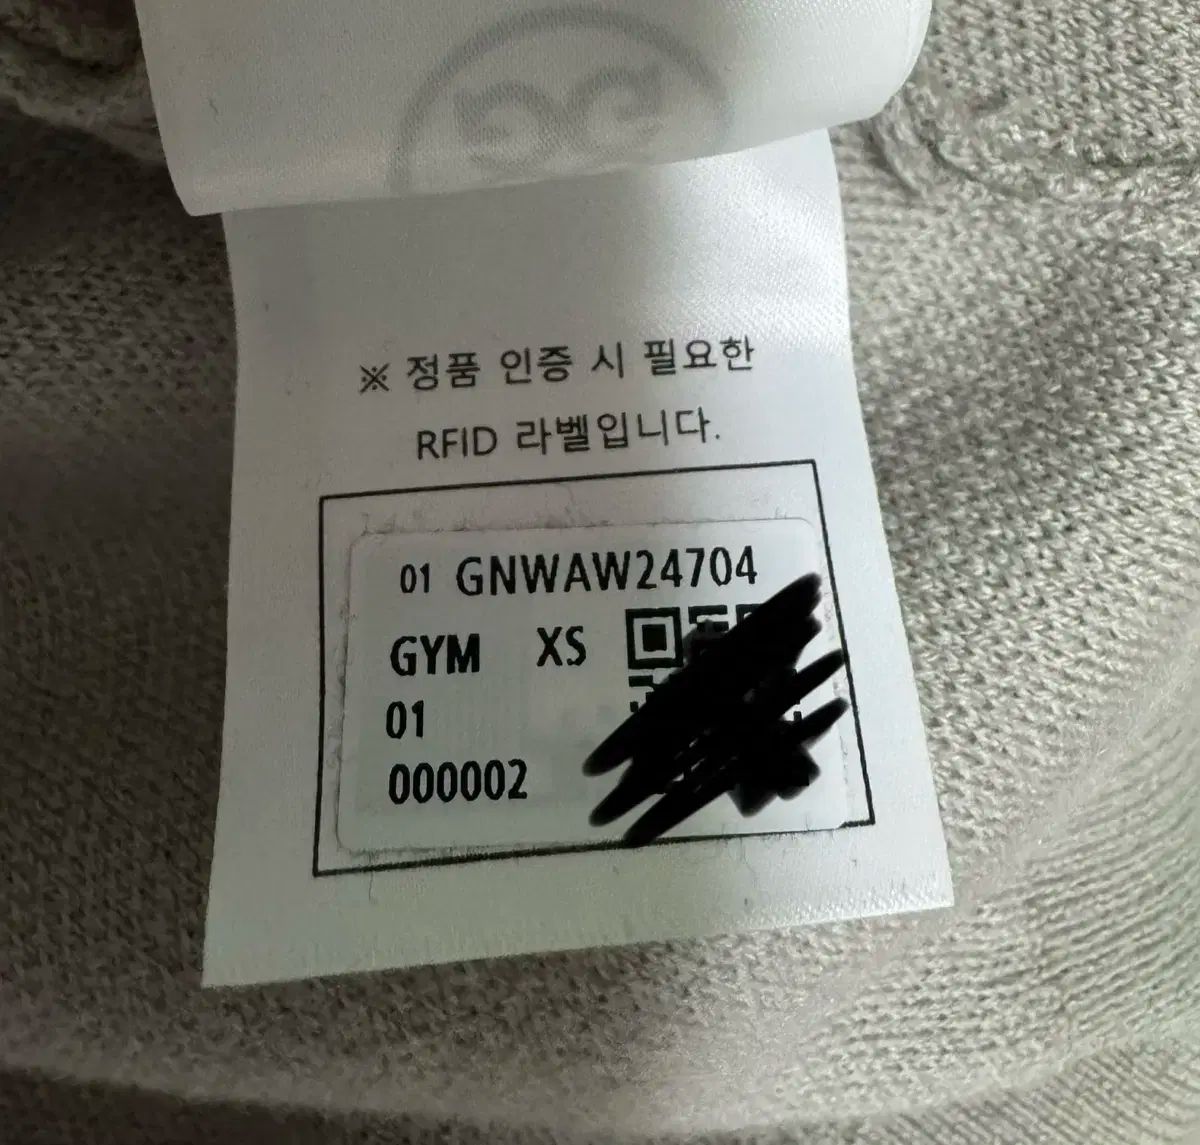 ※ 정품 인증 시 필요한
RFID 라벨입니다.
01 GNWAW24704
GYM XS
01
000002